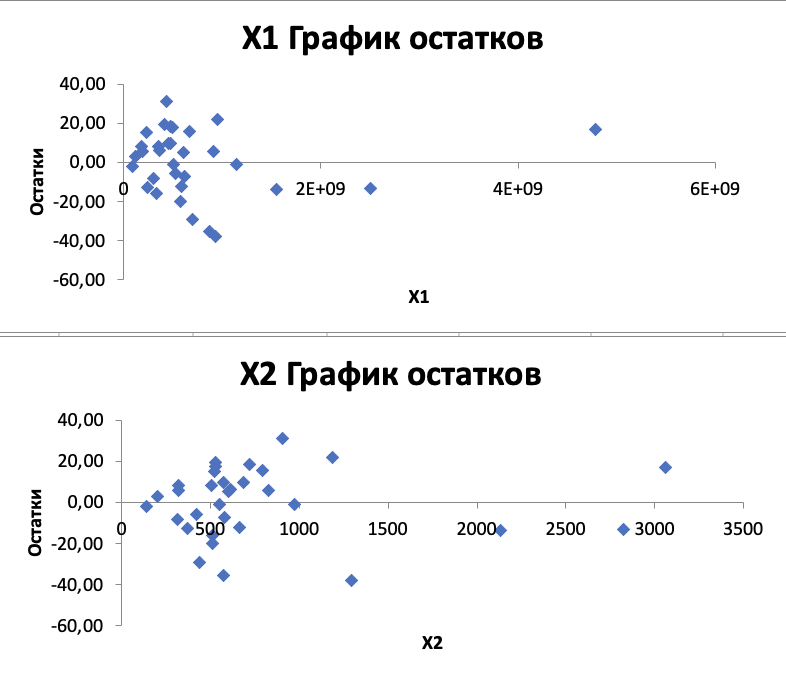 X1 График остатков
40,00
20,00
0,00
-20,00
-40,00
-60,00
0 2E+09 4E+09 6E+09
Остатки
X1
X2 График остатков
40,00
20,00
0,00
-20,00
-40,00
-60,00
0 500 1000 1500 2000 2500 3000 3500
Остатки
X2